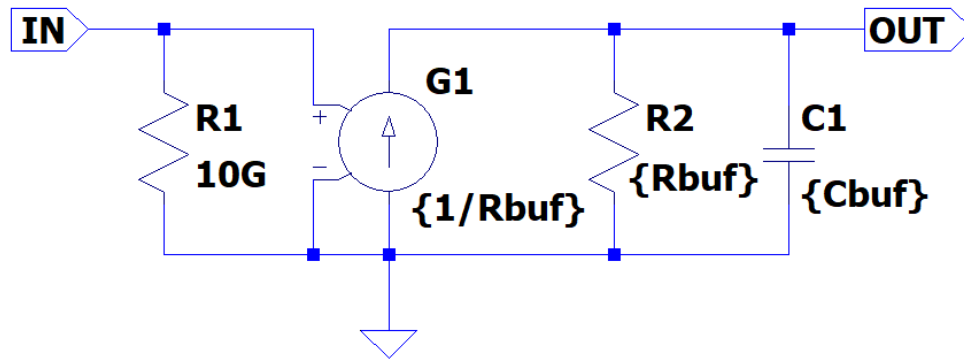 IN
OUT
G1
R1
10G
+
−
{1/Rbuf}
R2
{Rbuf}
C1
{Cbuf}